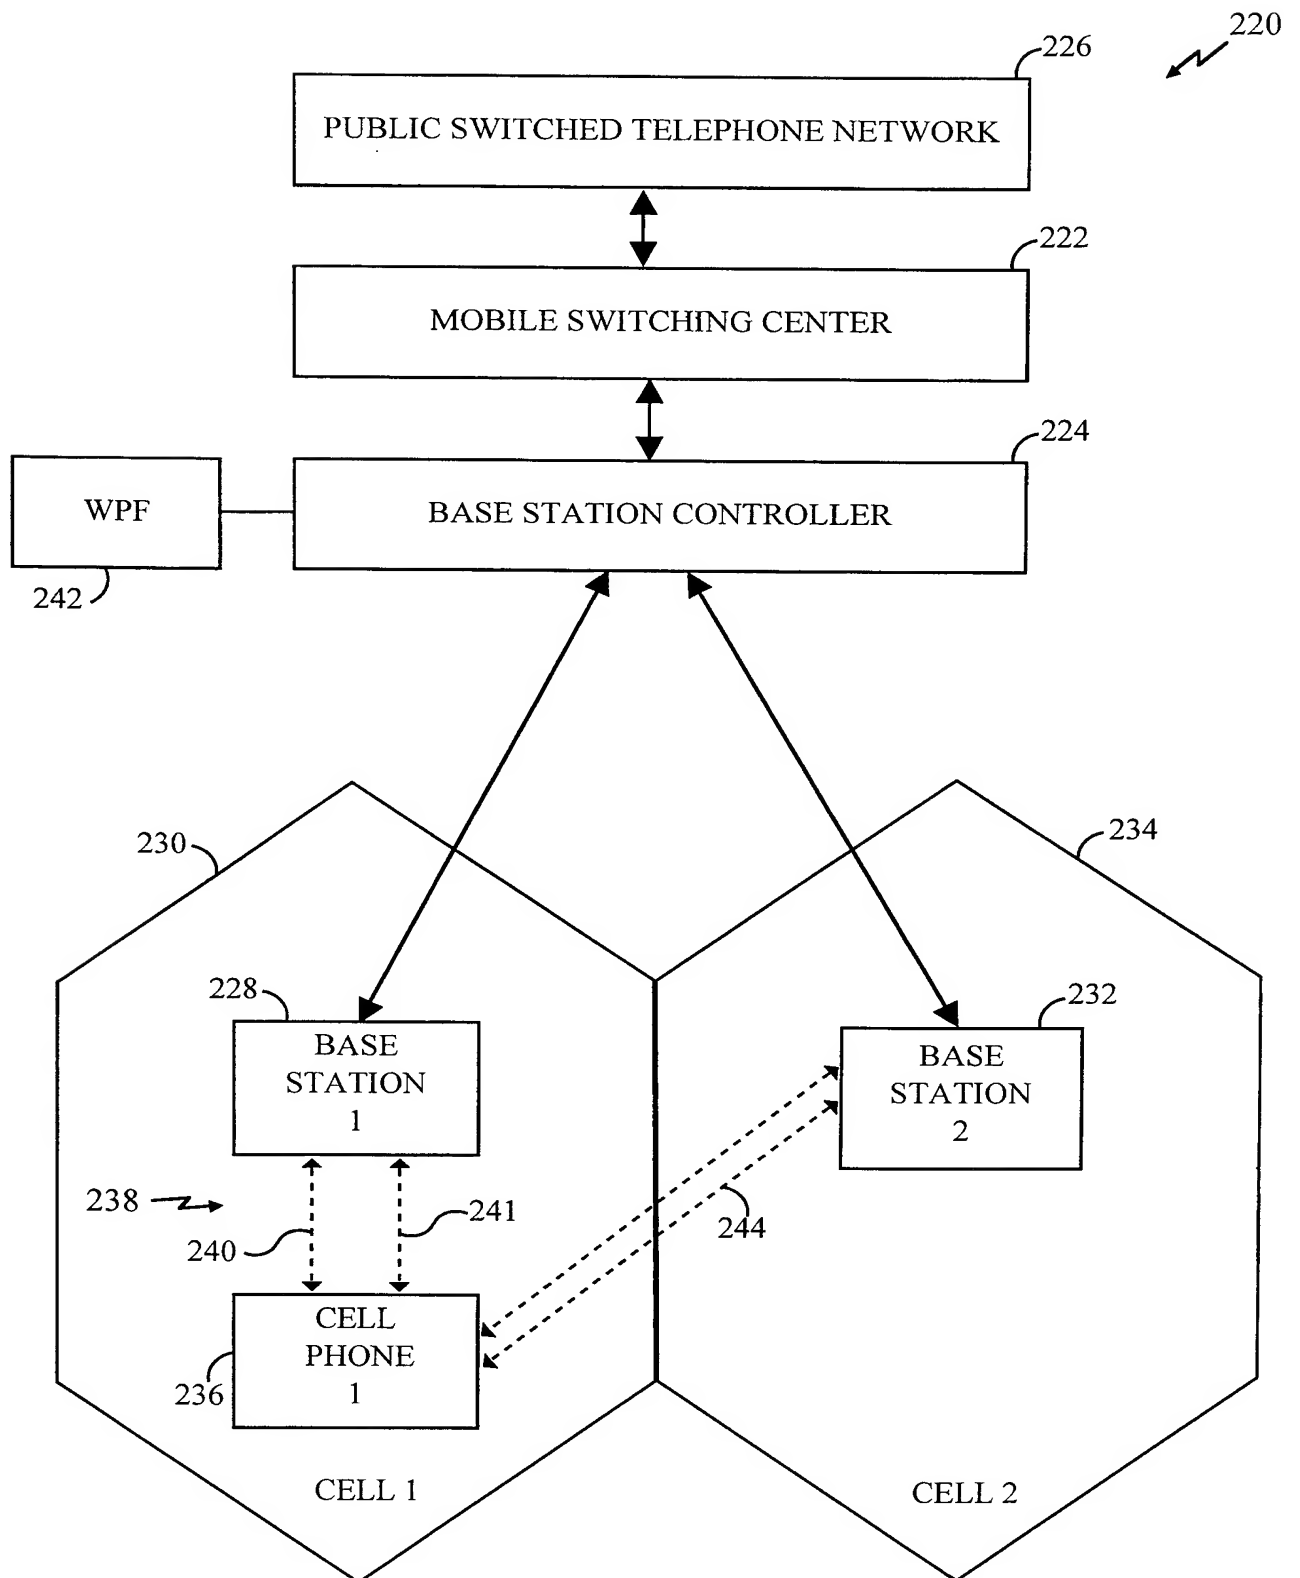 220
226
PUBLIC SWITCHED TELEPHONE NETWORK
222
MOBILE SWITCHING CENTER
224
WPF
BASE STATION CONTROLLER
242
230
234
228
232
BASE
STATION
1
BASE
STATION
2
238
240
241
244
CELL
PHONE
1
236
CELL 1
CELL 2